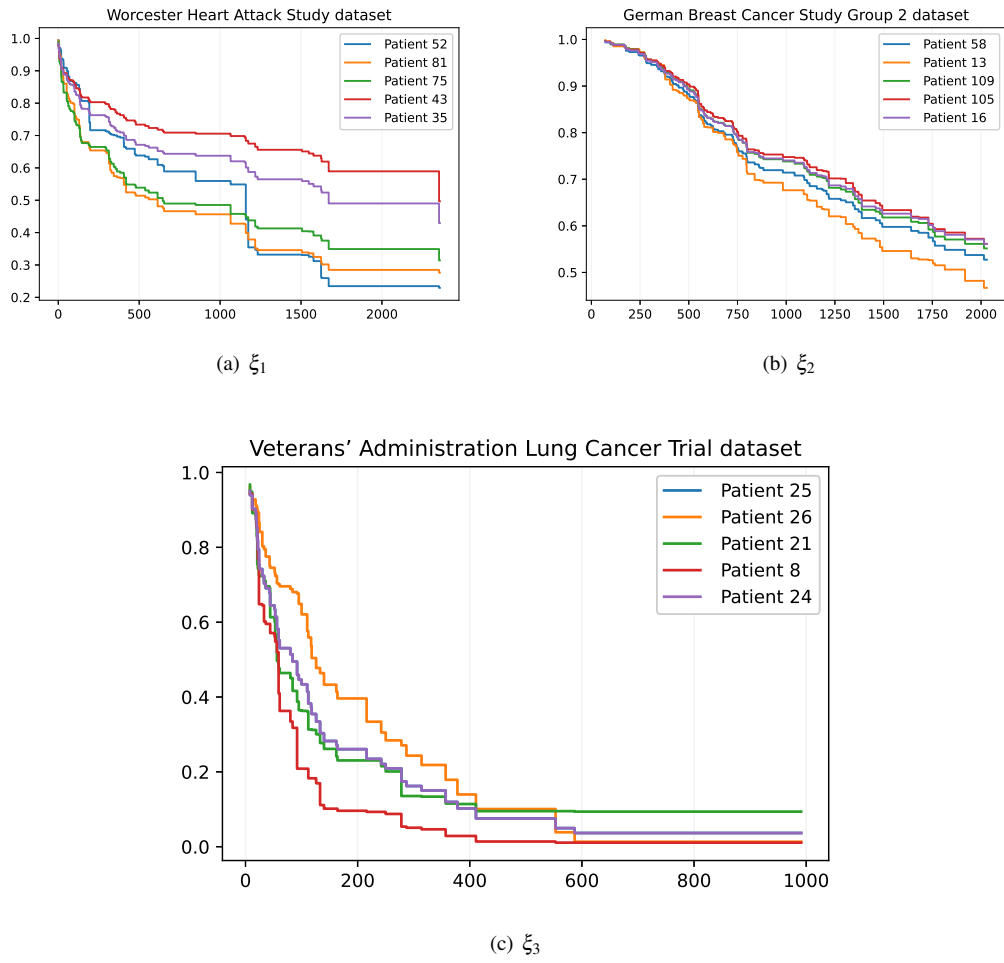 Worcester Heart Attack Study dataset
1.0
0.9
0.8
0.7
0.6
0.5
0.4
0.3
0.2
0
500
1000
1500
2000
Patient 52
Patient 81
Patient 75
Patient 43
Patient 35
(a) ξ1
German Breast Cancer Study Group 2 dataset
1.0
0.9
0.8
0.7
0.6
0.5
0
250
500
750
1000
1250
1500
1750
2000
Patient 58
Patient 13
Patient 109
Patient 105
Patient 16
(b) ξ2
Veterans’ Administration Lung Cancer Trial dataset
1.0
0.8
0.6
0.4
0.2
0.0
0
200
400
600
800
1000
Patient 25
Patient 26
Patient 21
Patient 8
Patient 24
(c) ξ3